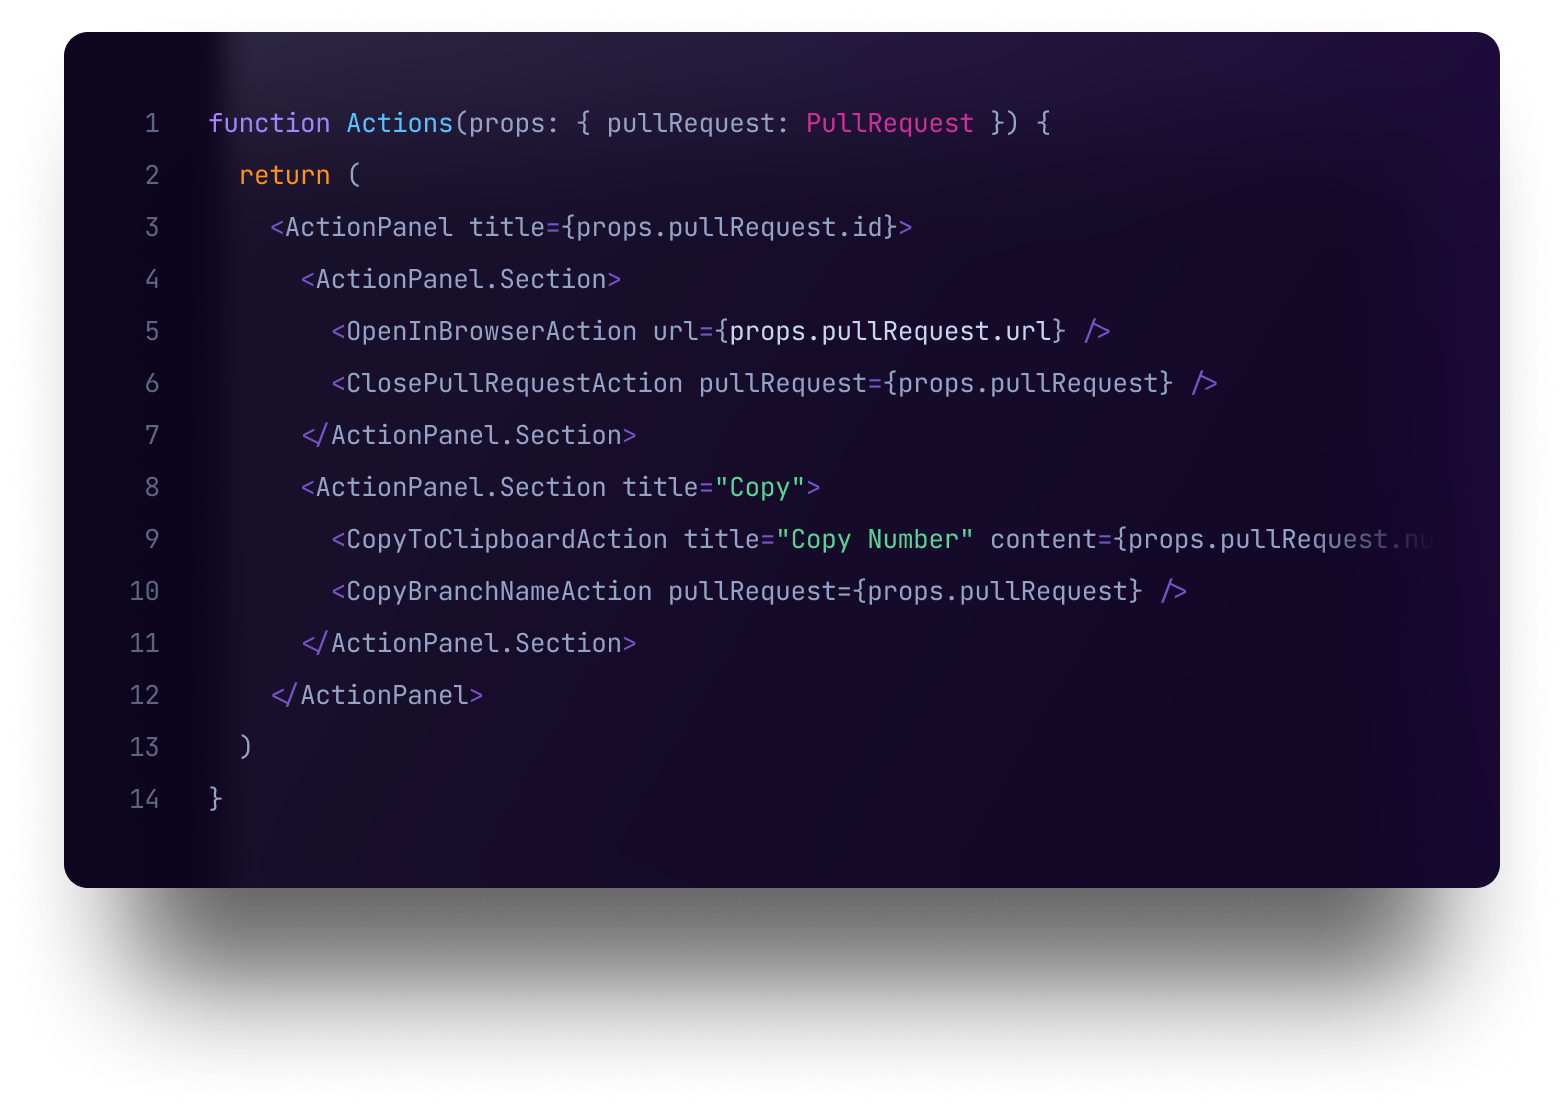 1 function Actions(props: { pullRequest: PullRequest }) {
2   return (
3     <ActionPanel title={props.pullRequest.id}>
4       <ActionPanel.Section>
5         <OpenInBrowserAction url={props.pullRequest.url} />
6         <ClosePullRequestAction pullRequest={props.pullRequest} />
7       </ActionPanel.Section>
8       <ActionPanel.Section title="Copy">
9         <CopyToClipboardAction title="Copy Number" content={props.pullRequest.nu
10         <CopyBranchNameAction pullRequest={props.pullRequest} />
11       </ActionPanel.Section>
12     </ActionPanel>
13   )
14 }